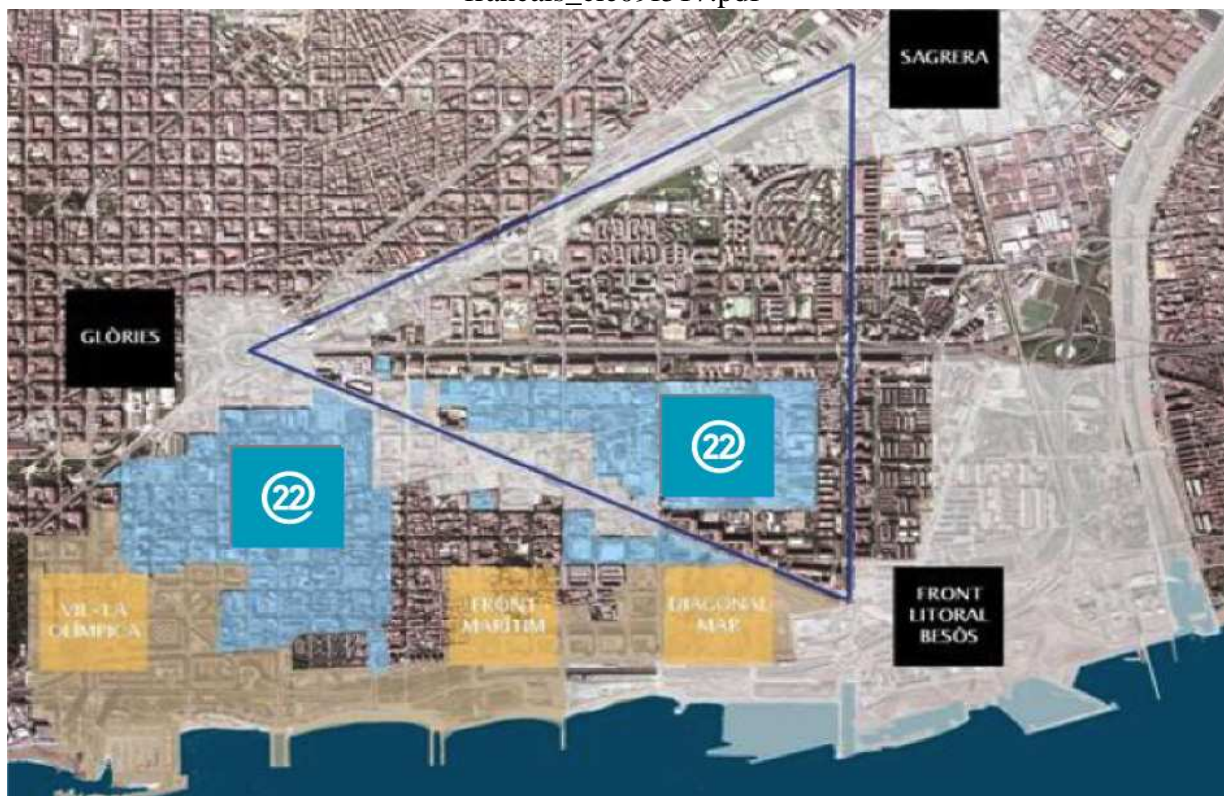 SAGRERA
GLÒRIES
22@
22@
VIL·LA
OLÍMPICA
FRONT
MARÍTIM
DIAGONAL
MAR
FRONT
LITORAL
BESÒS